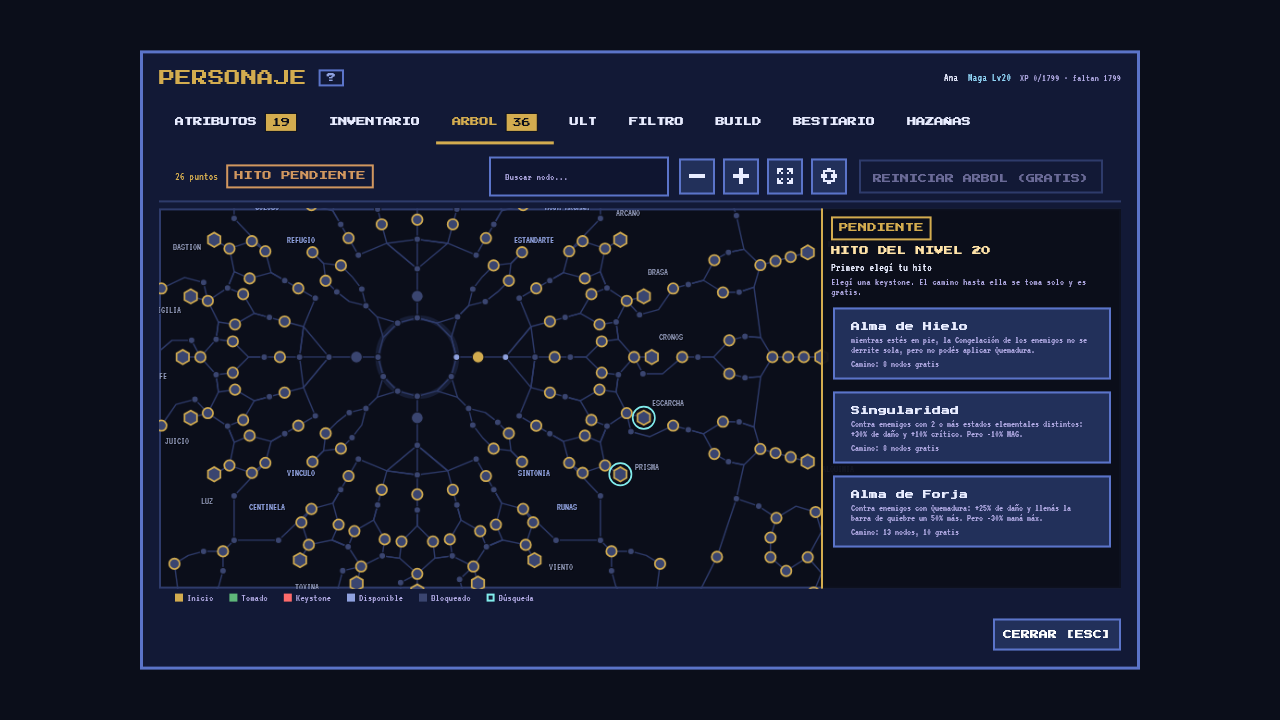 PERSONAJE ?
Ama Maga Lv20 XP 0/1799 · faltan 1799
ATRIBUTOS 19 INVENTARIO ARBOL 36 ULT FILTRO BUILD BESTIARIO HAZAÑAS
26 puntos HITO PENDIENTE Buscar nodo... REINICIAR ARBOL (GRATIS)
ARCANO
BASTION REFUGIO ESTANDARTE
BRASA
CRONOS
ESCARCHA
JUICIO
VINCULO SINTONIA PRISMA
LUZ CENTINELA RUNAS
VIENTO
PENDIENTE
HITO DEL NIVEL 20
Primero elegí tu hito
Elegí una keystone. El camino hasta ella se toma solo y es
gratis.
Alma de Hielo
mientras estés en pie, la Congelación de los enemigos no se
derrite sola, pero no podés aplicar Quemadura.
Camino: 8 nodos gratis
Singularidad
Contra enemigos con 2 o más estados elementales distintos:
+30% de daño y +10% crítico. Pero -10% MAG.
Camino: 8 nodos gratis
Alma de Forja
Contra enemigos con Quemadura: +25% de daño y llenás la
barra de quiebre un 50% más. Pero -30% maná máx.
Camino: 13 nodos, 10 gratis
Inicio Tomado Keystone Disponible Bloqueado Búsqueda
CERRAR [ESC]